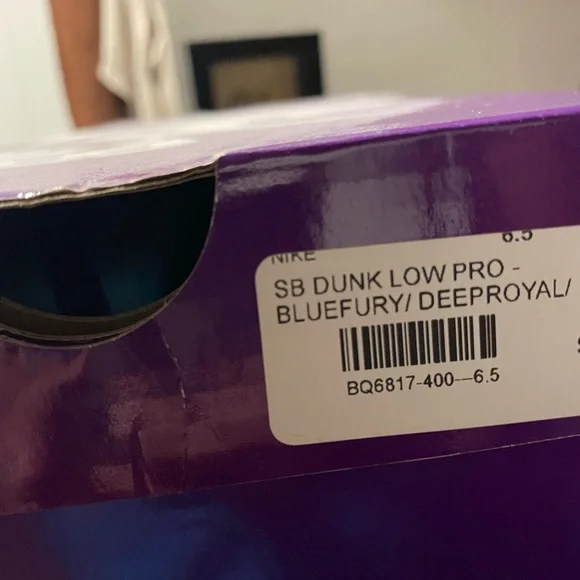 6.5
NIKE
SB DUNK LOW PRO -
BLUEFURY/ DEEPROYAL/
BQ6817-400---6.5